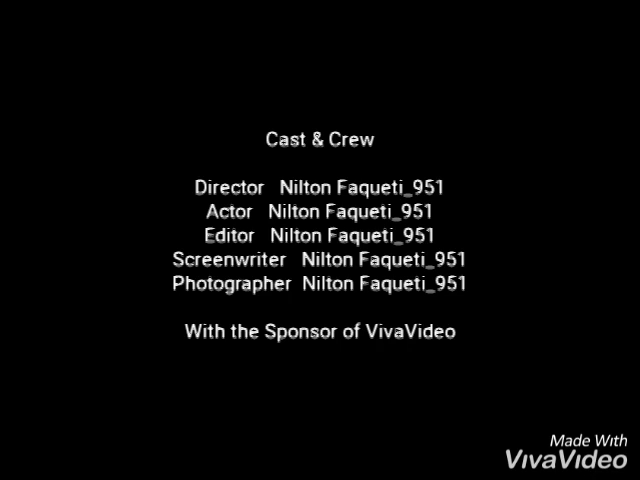 Cast & Crew
Director Nilton Faqueti_951
Actor Nilton Faqueti_951
Editor Nilton Faqueti_951
Screenwriter Nilton Faqueti_951
Photographer Nilton Faqueti_951
With the Sponsor of VivaVideo
Made With
VivaVideo